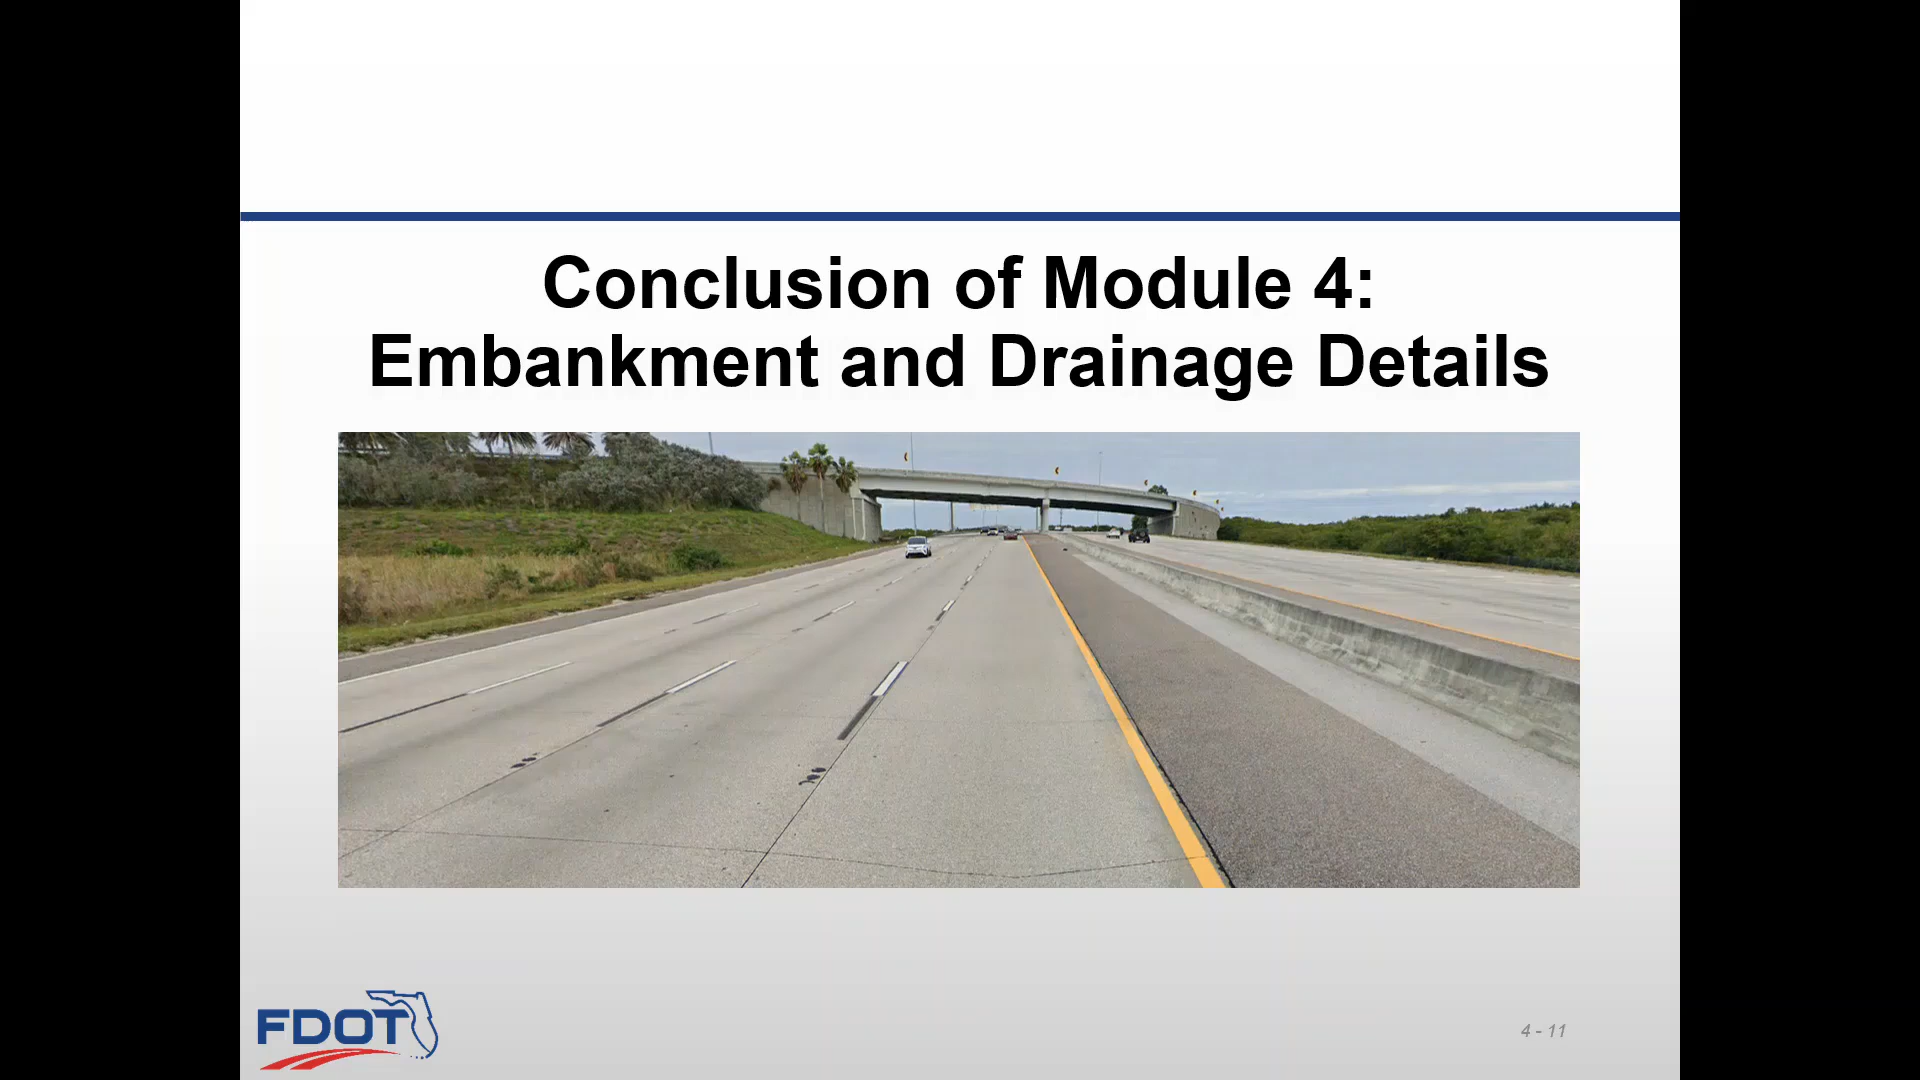 Conclusion of Module 4:
Embankment and Drainage Details
FDOT
4 - 11